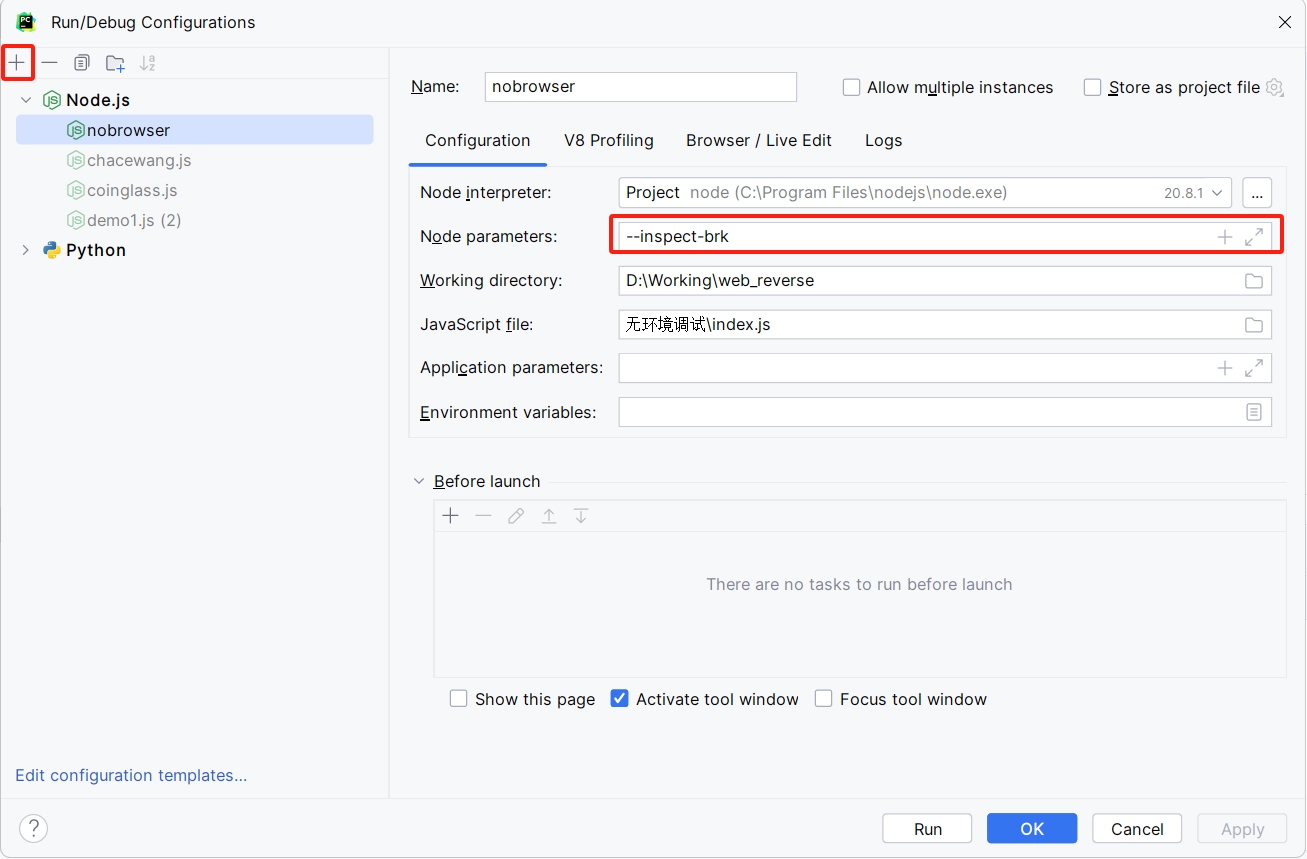 Run/Debug Configurations
Node.js
nobrowser
chacewang.js
coinglass.js
demo1.js (2)
Python
Edit configuration templates...
Name: nobrowser Allow multiple instances Store as project file
Configuration V8 Profiling Browser / Live Edit Logs
Node interpreter: Project node (C:\Program Files\nodejs\node.exe) 20.8.1 ...
Node parameters: --inspect-brk
Working directory: D:\Working\web_reverse
JavaScript file: 无环境调试\index.js
Application parameters:
Environment variables:
Before launch
There are no tasks to run before launch
Show this page Activate tool window Focus tool window
? Run OK Cancel Apply